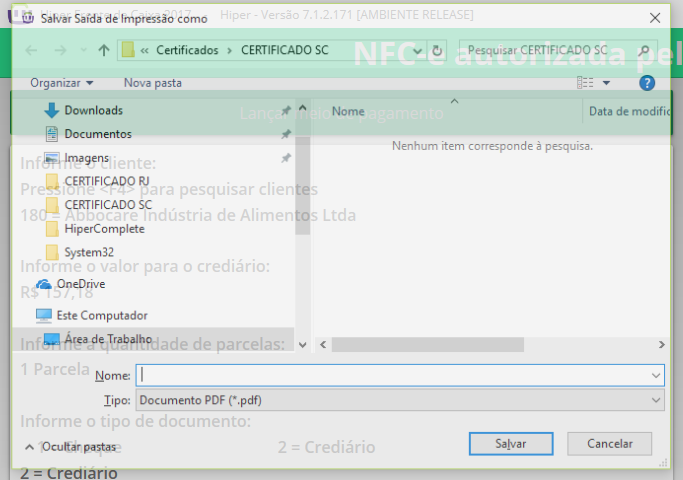 Salvar Saída de Impressão como
Hiper - Versão 7.1.2.171 [AMBIENTE RELEASE]
« Certificados › CERTIFICADO SC
Pesquisar CERTIFICADO SC
NFC-e autorizada pel
Organizar
Nova pasta
Downloads
Documentos
Imagens
CERTIFICADO RJ
CERTIFICADO SC
HiperComplete
System32
OneDrive
Este Computador
Área de Trabalho
Nome
Data de modific
Nenhum item corresponde à pesquisa.
Lançar meio de pagamento
Informe o cliente:
Pressione <F4> para pesquisar clientes
180 = Abbocare Indústria de Alimentos Ltda
Informe o valor para o crediário:
R$ 157,18
Informe a quantidade de parcelas:
1 Parcela
Nome:
Tipo: Documento PDF (*.pdf)
Informe o tipo de documento:
1 = Cheque
2 = Crediário
Ocultar pastas
Salvar
Cancelar
2 = Crediário